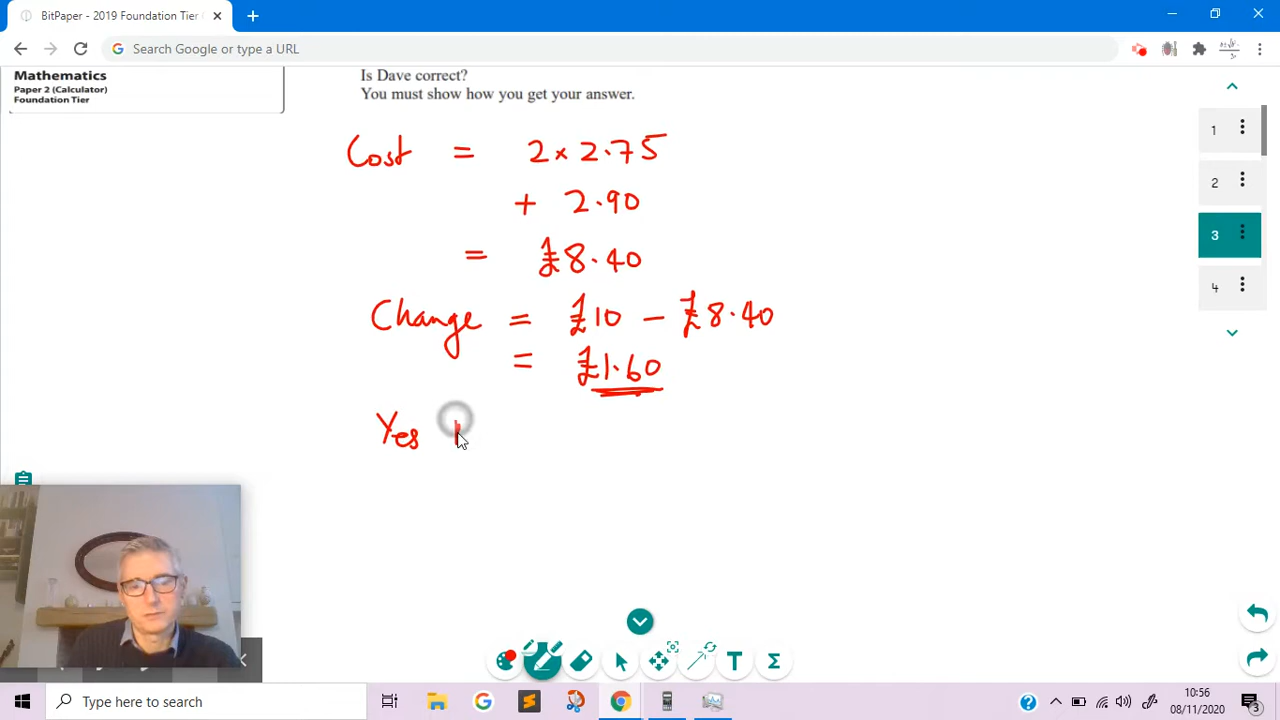 BitPaper - 2019 Foundation Tier
Search Google or type a URL
Mathematics
Paper 2 (Calculator)
Foundation Tier
Is Dave correct?
You must show how you get your answer.
Cost = 2 × 2.75
+ 2.90
= £8.40
Change = £10 - £8.40
= £1.60
Yes
1
2
3
4
T
Σ
Type here to search
10:56
08/11/2020
3